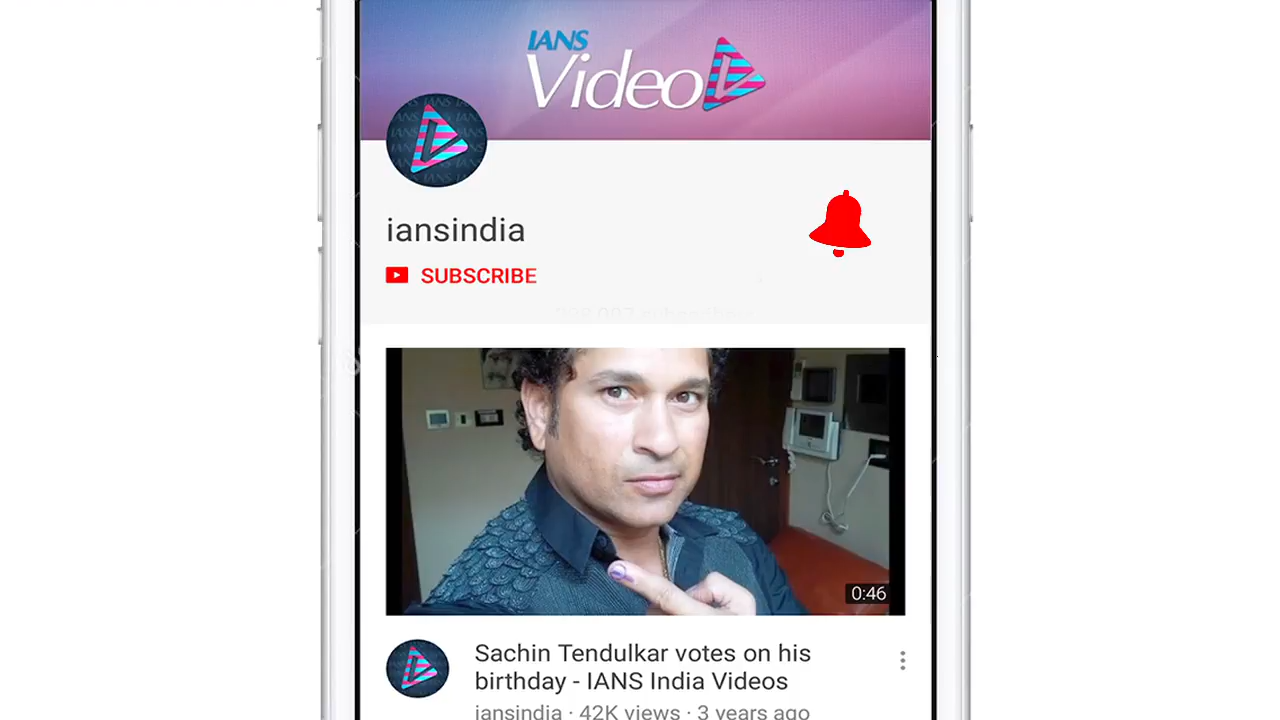 IANS
Video
iansindia
SUBSCRIBE
0:46
Sachin Tendulkar votes on his
birthday - IANS India Videos
iansindia · 42K views · 3 years ago